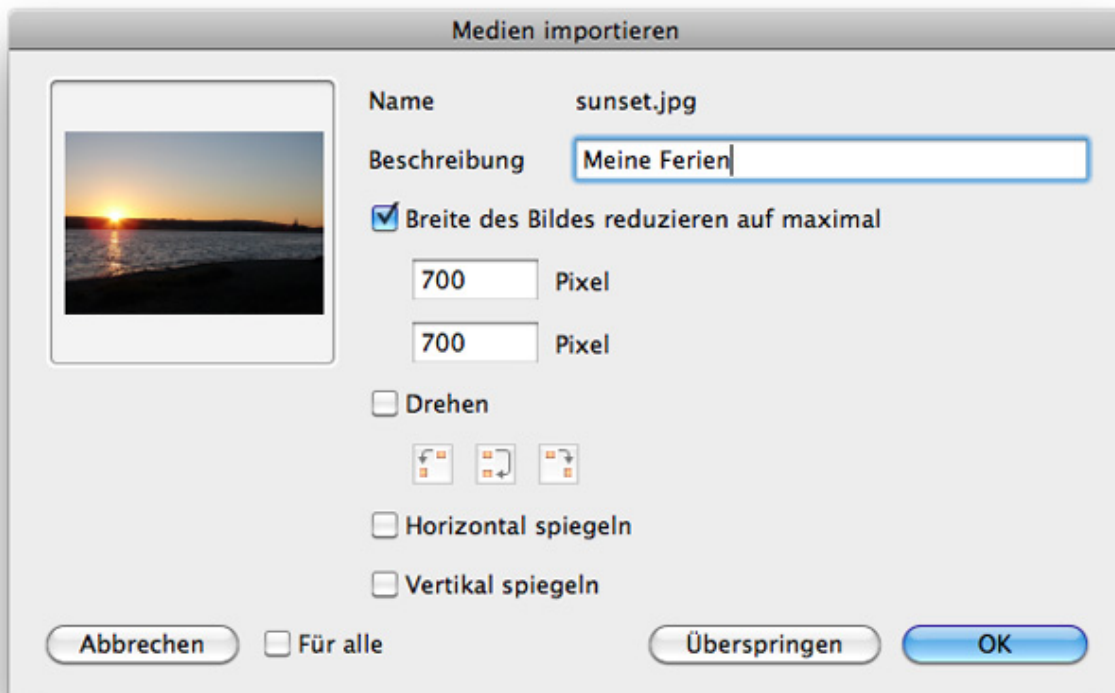 Medien importieren
Name sunset.jpg
Beschreibung Meine Ferien
Breite des Bildes reduzieren auf maximal
700 Pixel
700 Pixel
Drehen
Horizontal spiegeln
Vertikal spiegeln
Abbrechen Für alle Überspringen OK